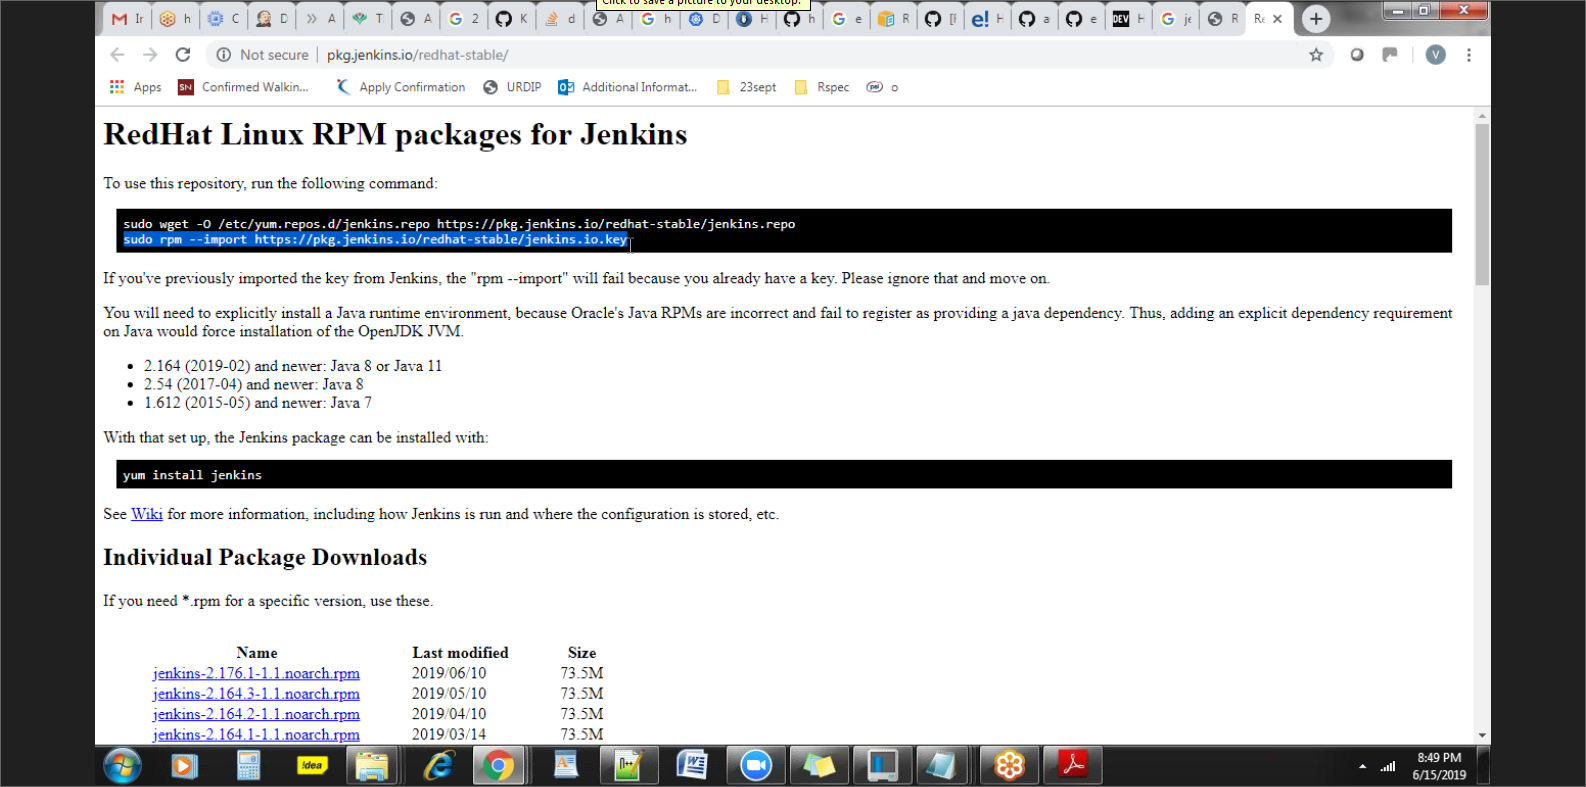 Click to save a picture to your desktop.
In h C D A T A G 2 K d A G h D H h G e R [F H a e DEV H G je R Re
Not secure pkg.jenkins.io/redhat-stable/ V
Apps SN Confirmed Walkin... Apply Confirmation URDIP Additional Informat... 23sept Rspec psi o
RedHat Linux RPM packages for Jenkins
To use this repository, run the following command:
sudo wget -O /etc/yum.repos.d/jenkins.repo https://pkg.jenkins.io/redhat-stable/jenkins.repo
sudo rpm --import https://pkg.jenkins.io/redhat-stable/jenkins.io.key
If you've previously imported the key from Jenkins, the "rpm --import" will fail because you already have a key. Please ignore that and move on.
You will need to explicitly install a Java runtime environment, because Oracle's Java RPMs are incorrect and fail to register as providing a java dependency. Thus, adding an explicit dependency requirement
on Java would force installation of the OpenJDK JVM.
• 2.164 (2019-02) and newer: Java 8 or Java 11
• 2.54 (2017-04) and newer: Java 8
• 1.612 (2015-05) and newer: Java 7
With that set up, the Jenkins package can be installed with:
yum install jenkins
See Wiki for more information, including how Jenkins is run and where the configuration is stored, etc.
Individual Package Downloads
If you need *.rpm for a specific version, use these.
Name Last modified Size
jenkins-2.176.1-1.1.noarch.rpm 2019/06/10 73.5M
jenkins-2.164.3-1.1.noarch.rpm 2019/05/10 73.5M
jenkins-2.164.2-1.1.noarch.rpm 2019/04/10 73.5M
jenkins-2.164.1-1.1.noarch.rpm 2019/03/14 73.5M
!dea
8:49 PM
6/15/2019